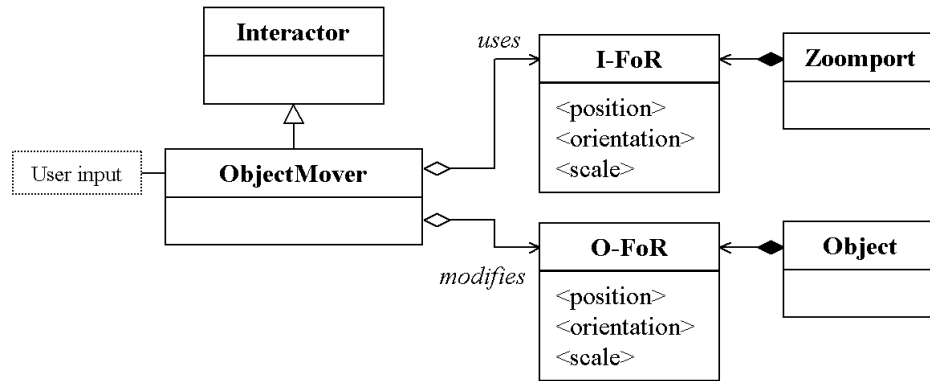 Interactor
uses
I-FoR
Zoomport
<position>
<orientation>
<scale>
User input
ObjectMover
modifies
O-FoR
Object
<position>
<orientation>
<scale>